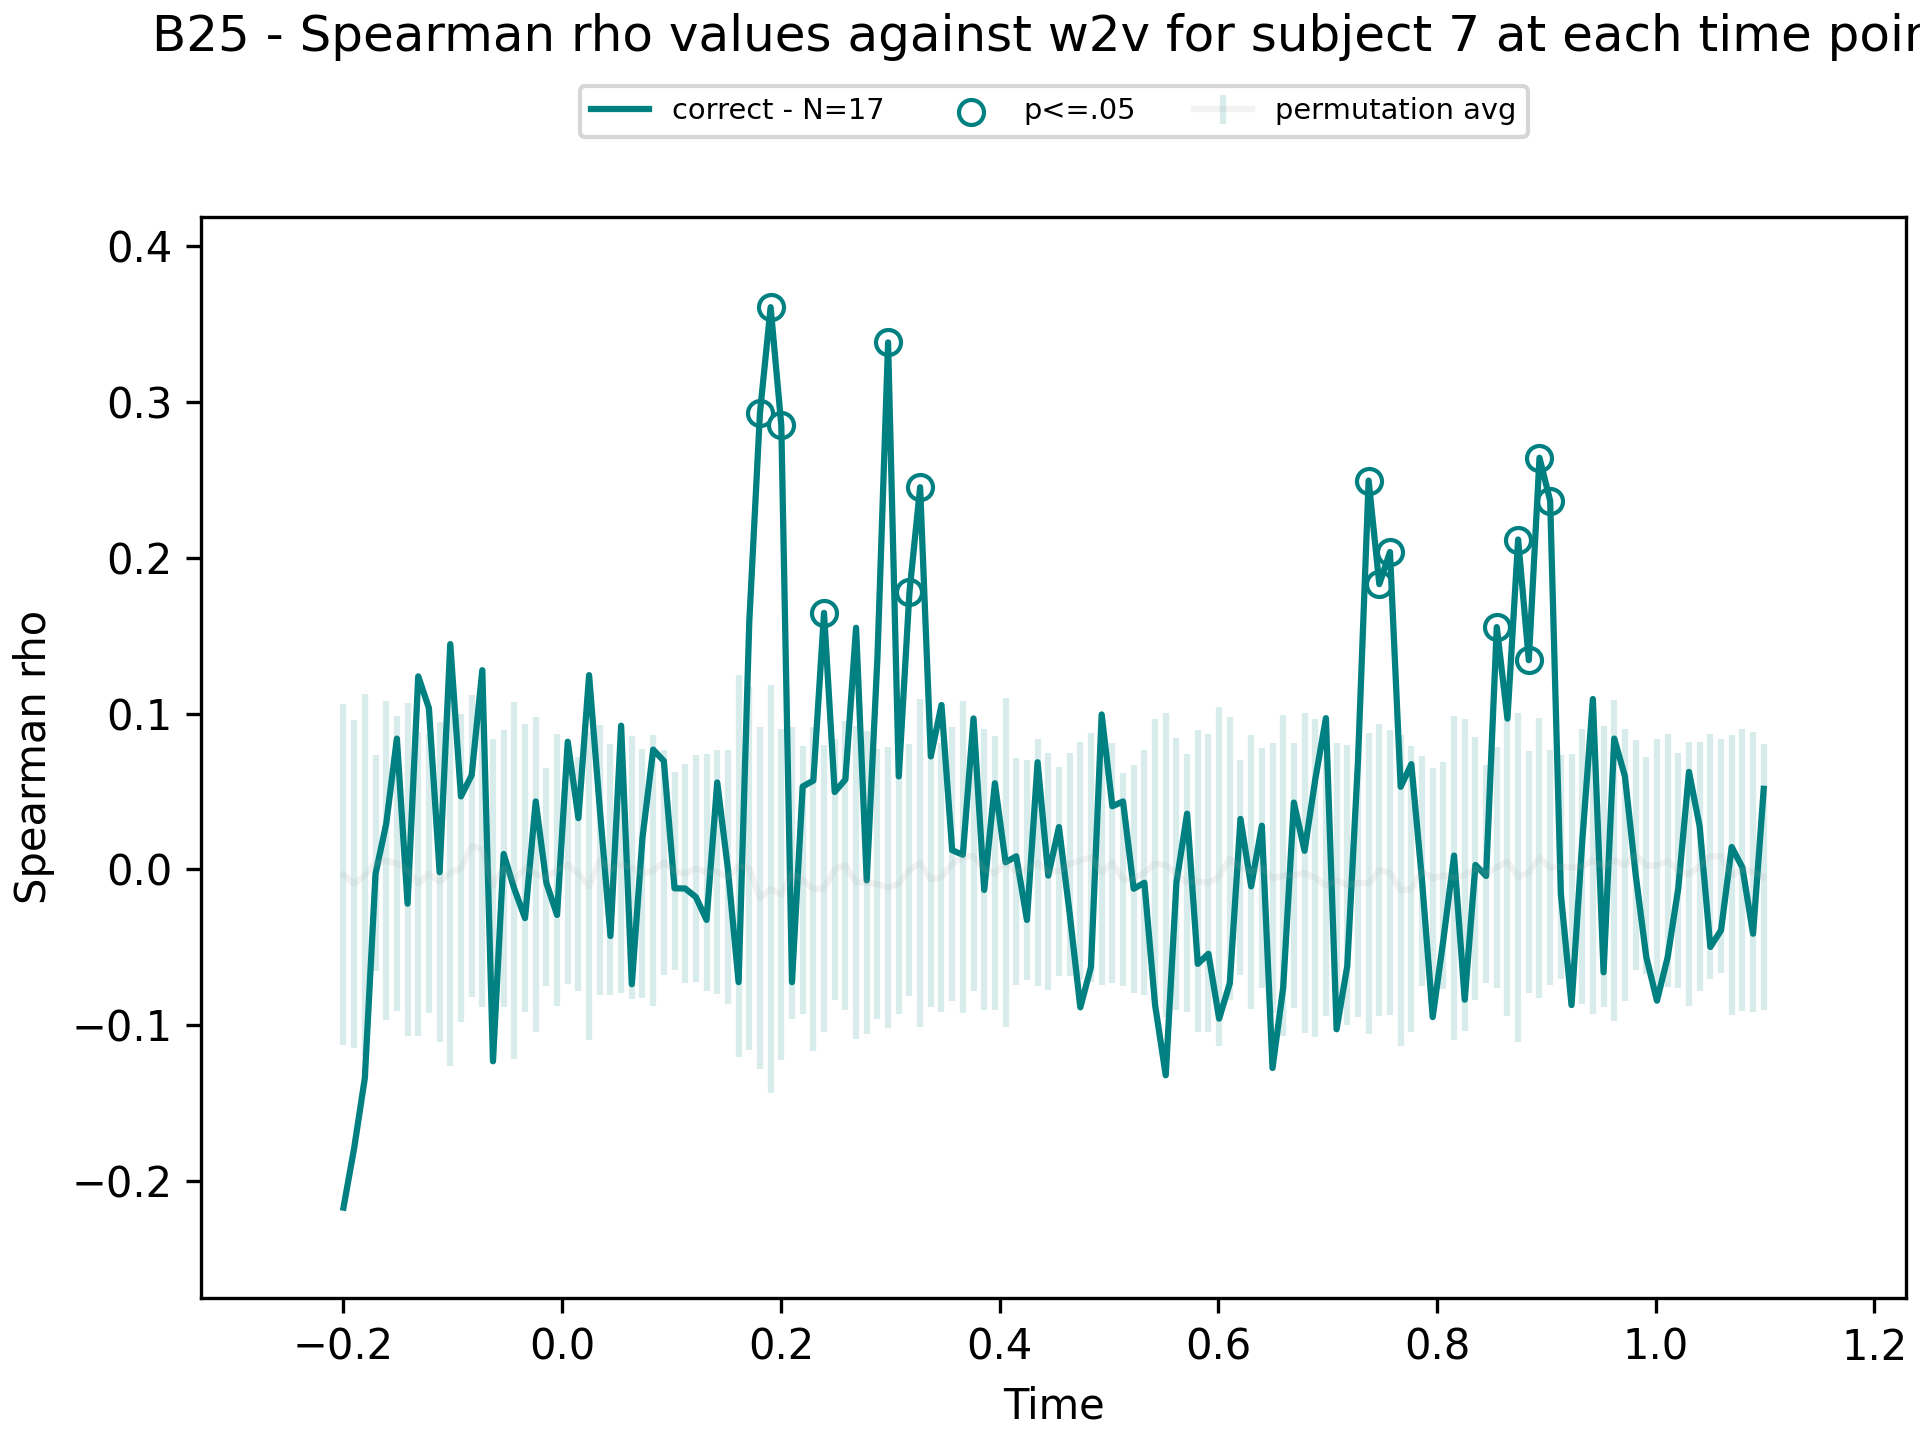 B25 - Spearman rho values against w2v for subject 7 at each time
correct - N=17 p<=.05 permutation avg
0.4
0.3
0.2
0.1
0.0
−0.1
−0.2
Spearman rho
−0.2 0.0 0.2 0.4 0.6 0.8 1.0 1.2
Time